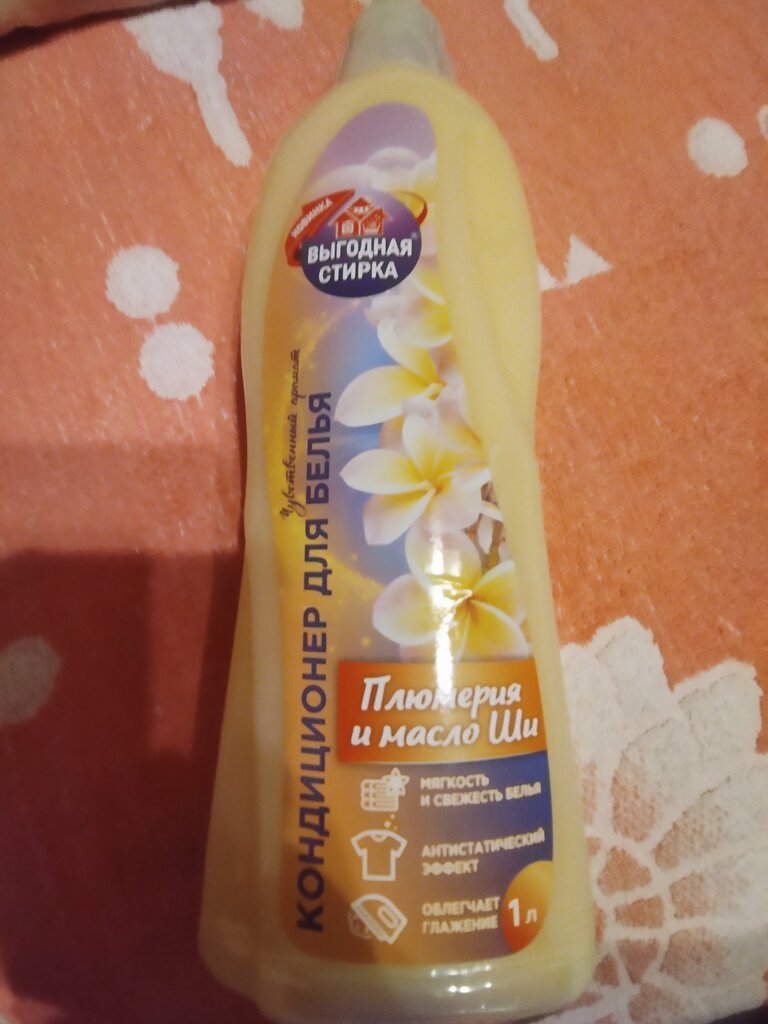 НОВИНКА
ВЫГОДНАЯ
СТИРКА
Чувственный аромат
КОНДИЦИОНЕР ДЛЯ БЕЛЬЯ
Плюмерия
и масло Ши
МЯГКОСТЬ
И СВЕЖЕСТЬ БЕЛЬЯ
АНТИСТАТИЧЕСКИЙ
ЭФФЕКТ
ОБЛЕГЧАЕТ
ГЛАЖЕНИЕ
1 л